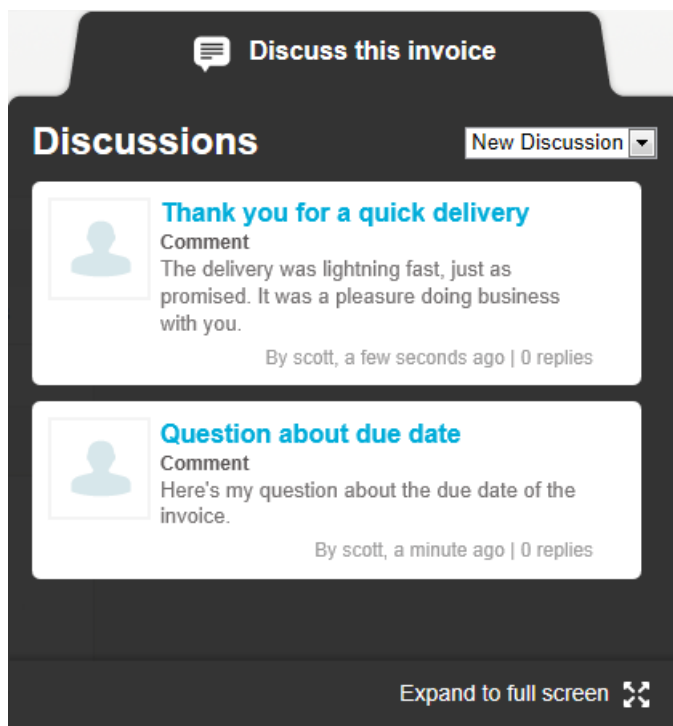 Discuss this invoice
Discussions
New Discussion
Thank you for a quick delivery
Comment
The delivery was lightning fast, just as
promised. It was a pleasure doing business
with you.
By scott, a few seconds ago | 0 replies
Question about due date
Comment
Here's my question about the due date of the
invoice.
By scott, a minute ago | 0 replies
Expand to full screen